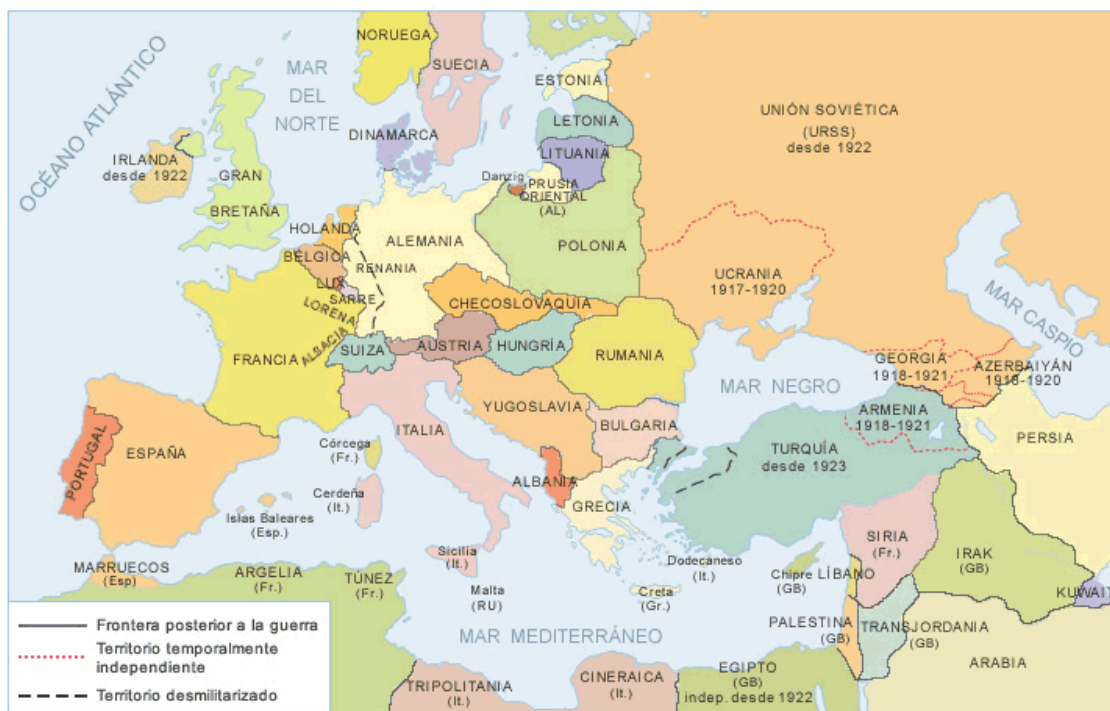 OCÉANO ATLÁNTICO
MAR
DEL
NORTE
NORUEGA
SUECIA
ESTONIA
LETONIA
LITUANIA
UNIÓN SOVIÉTICA
(URSS)
desde 1922
DINAMARCA
IRLANDA
desde 1922
GRAN
BRETAÑA
Danzig
PRUSIA
ORIENTAL
(AL)
HOLANDA
ALEMANIA
POLONIA
BELGICA
RENANIA
LUX
SARRE
LORENA
ALSACIA
UCRANIA
1917-1920
CHECOSLOVAQUIA
MAR CASPIO
FRANCIA
SUIZA
AUSTRIA
HUNGRÍA
RUMANIA
GEORGIA
1918-1921
AZERBAIYÁN
1918-1920
MAR NEGRO
YUGOSLAVIA
BULGARIA
ARMENIA
1918-1921
PERSIA
ITALIA
PORTUGAL
ESPAÑA
Córcega
(Fr.)
TURQUÍA
desde 1923
ALBANIA
GRECIA
Cerdeña
(It.)
Islas Baleares
(Esp.)
SIRIA
(Fr.)
IRAK
(GB)
Sicilia
(It.)
Dodecaneso
(It.)
Chipre
(GB)
LÍBANO
MARRUECOS
(Esp)
ARGELIA
(Fr.)
TÚNEZ
(Fr.)
Malta
(RU)
Creta
(Gr.)
KUWAIT
PALESTINA
(GB)
TRANSJORDANIA
(GB)
MAR MEDITERRÁNEO
ARABIA
TRIPOLITANIA
(It.)
CINERAICA
(It.)
EGIPTO
(GB)
indep. desde 1922
Frontera posterior a la guerra
Territorio temporalmente
independiente
Territorio desmilitarizado